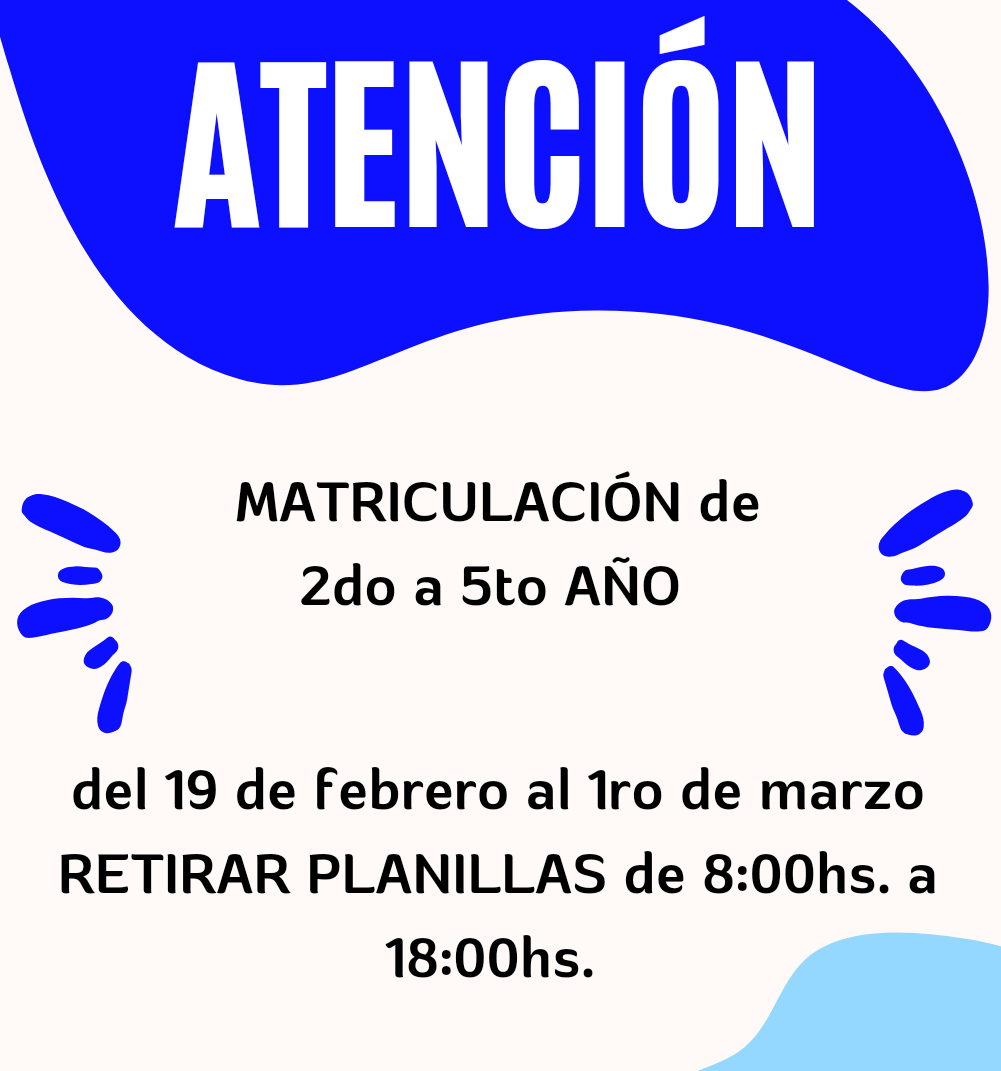 ATENCIÓN
MATRICULACIÓN de
2do a 5to AÑO
del 19 de febrero al 1ro de marzo
RETIRAR PLANILLAS de 8:00hs. a
18:00hs.